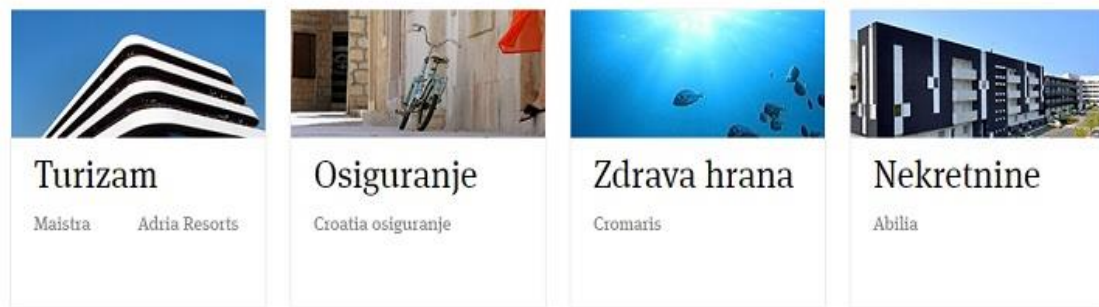 Turizam
Maistra Adria Resorts
Osiguranje
Croatia osiguranje
Zdrava hrana
Cromaris
Nekretnine
Abilia